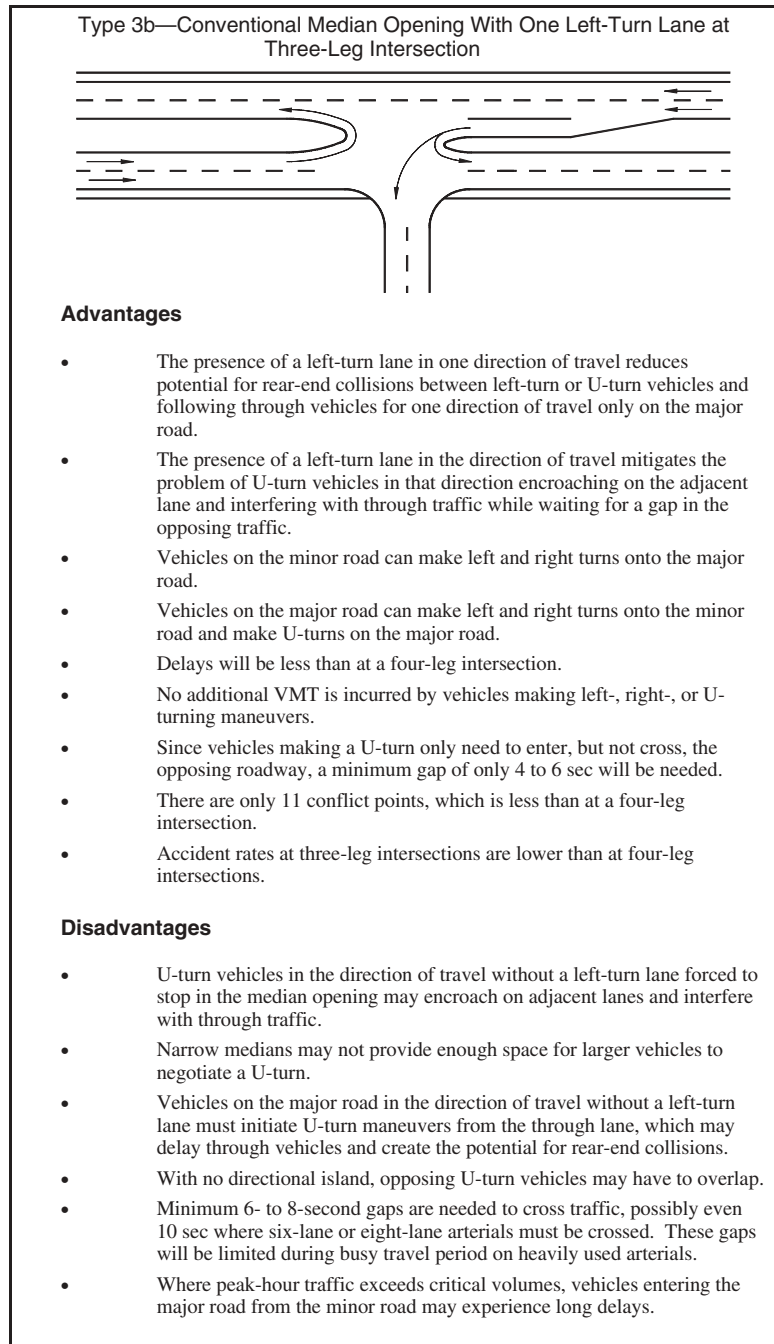 Type 3b—Conventional Median Opening With One Left-Turn Lane at
Three-Leg Intersection
Advantages
• The presence of a left-turn lane in one direction of travel reduces
potential for rear-end collisions between left-turn or U-turn vehicles and
following through vehicles for one direction of travel only on the major
road.
• The presence of a left-turn lane in the direction of travel mitigates the
problem of U-turn vehicles in that direction encroaching on the adjacent
lane and interfering with through traffic while waiting for a gap in the
opposing traffic.
• Vehicles on the minor road can make left and right turns onto the major
road.
• Vehicles on the major road can make left and right turns onto the minor
road and make U-turns on the major road.
• Delays will be less than at a four-leg intersection.
• No additional VMT is incurred by vehicles making left-, right-, or U-
turning maneuvers.
• Since vehicles making a U-turn only need to enter, but not cross, the
opposing roadway, a minimum gap of only 4 to 6 sec will be needed.
• There are only 11 conflict points, which is less than at a four-leg
intersection.
• Accident rates at three-leg intersections are lower than at four-leg
intersections.
Disadvantages
• U-turn vehicles in the direction of travel without a left-turn lane forced to
stop in the median opening may encroach on adjacent lanes and interfere
with through traffic.
• Narrow medians may not provide enough space for larger vehicles to
negotiate a U-turn.
• Vehicles on the major road in the direction of travel without a left-turn
lane must initiate U-turn maneuvers from the through lane, which may
delay through vehicles and create the potential for rear-end collisions.
• With no directional island, opposing U-turn vehicles may have to overlap.
• Minimum 6- to 8-second gaps are needed to cross traffic, possibly even
10 sec where six-lane or eight-lane arterials must be crossed. These gaps
will be limited during busy travel period on heavily used arterials.
• Where peak-hour traffic exceeds critical volumes, vehicles entering the
major road from the minor road may experience long delays.